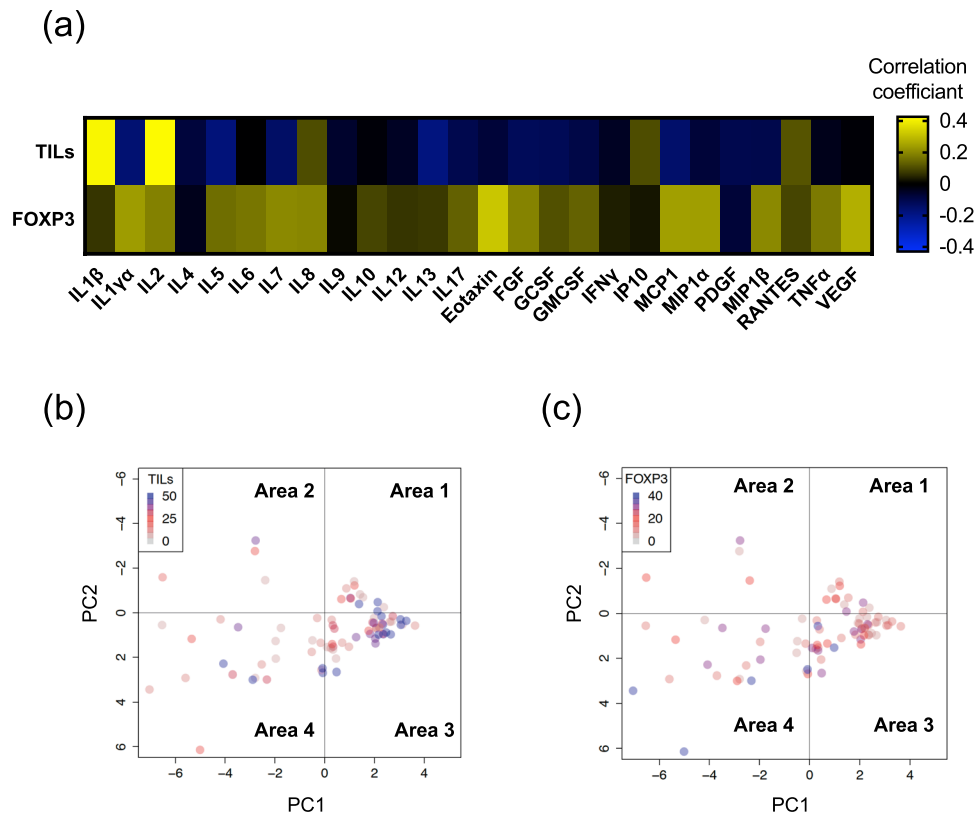 (a)
Correlation
coefficiant
TILs
FOXP3
0.4
0.2
0
-0.2
-0.4
IL1β IL1γα IL2 IL4 IL5 IL6 IL7 IL8 IL9 IL10 IL12 IL13 IL17 Eotaxin FGF GCSF GMCSF IFNγ IP10 MCP1 MIP1α PDGF MIP1β RANTES TNFα VEGF
(b)
TILs
50
25
0
Area 2
Area 1
Area 4
Area 3
PC2
−6
−4
−2
0
2
4
6
−6 −4 −2 0 2 4
PC1
(c)
FOXP3
40
20
0
Area 2
Area 1
Area 4
Area 3
PC2
−6
−4
−2
0
2
4
6
−6 −4 −2 0 2 4
PC1